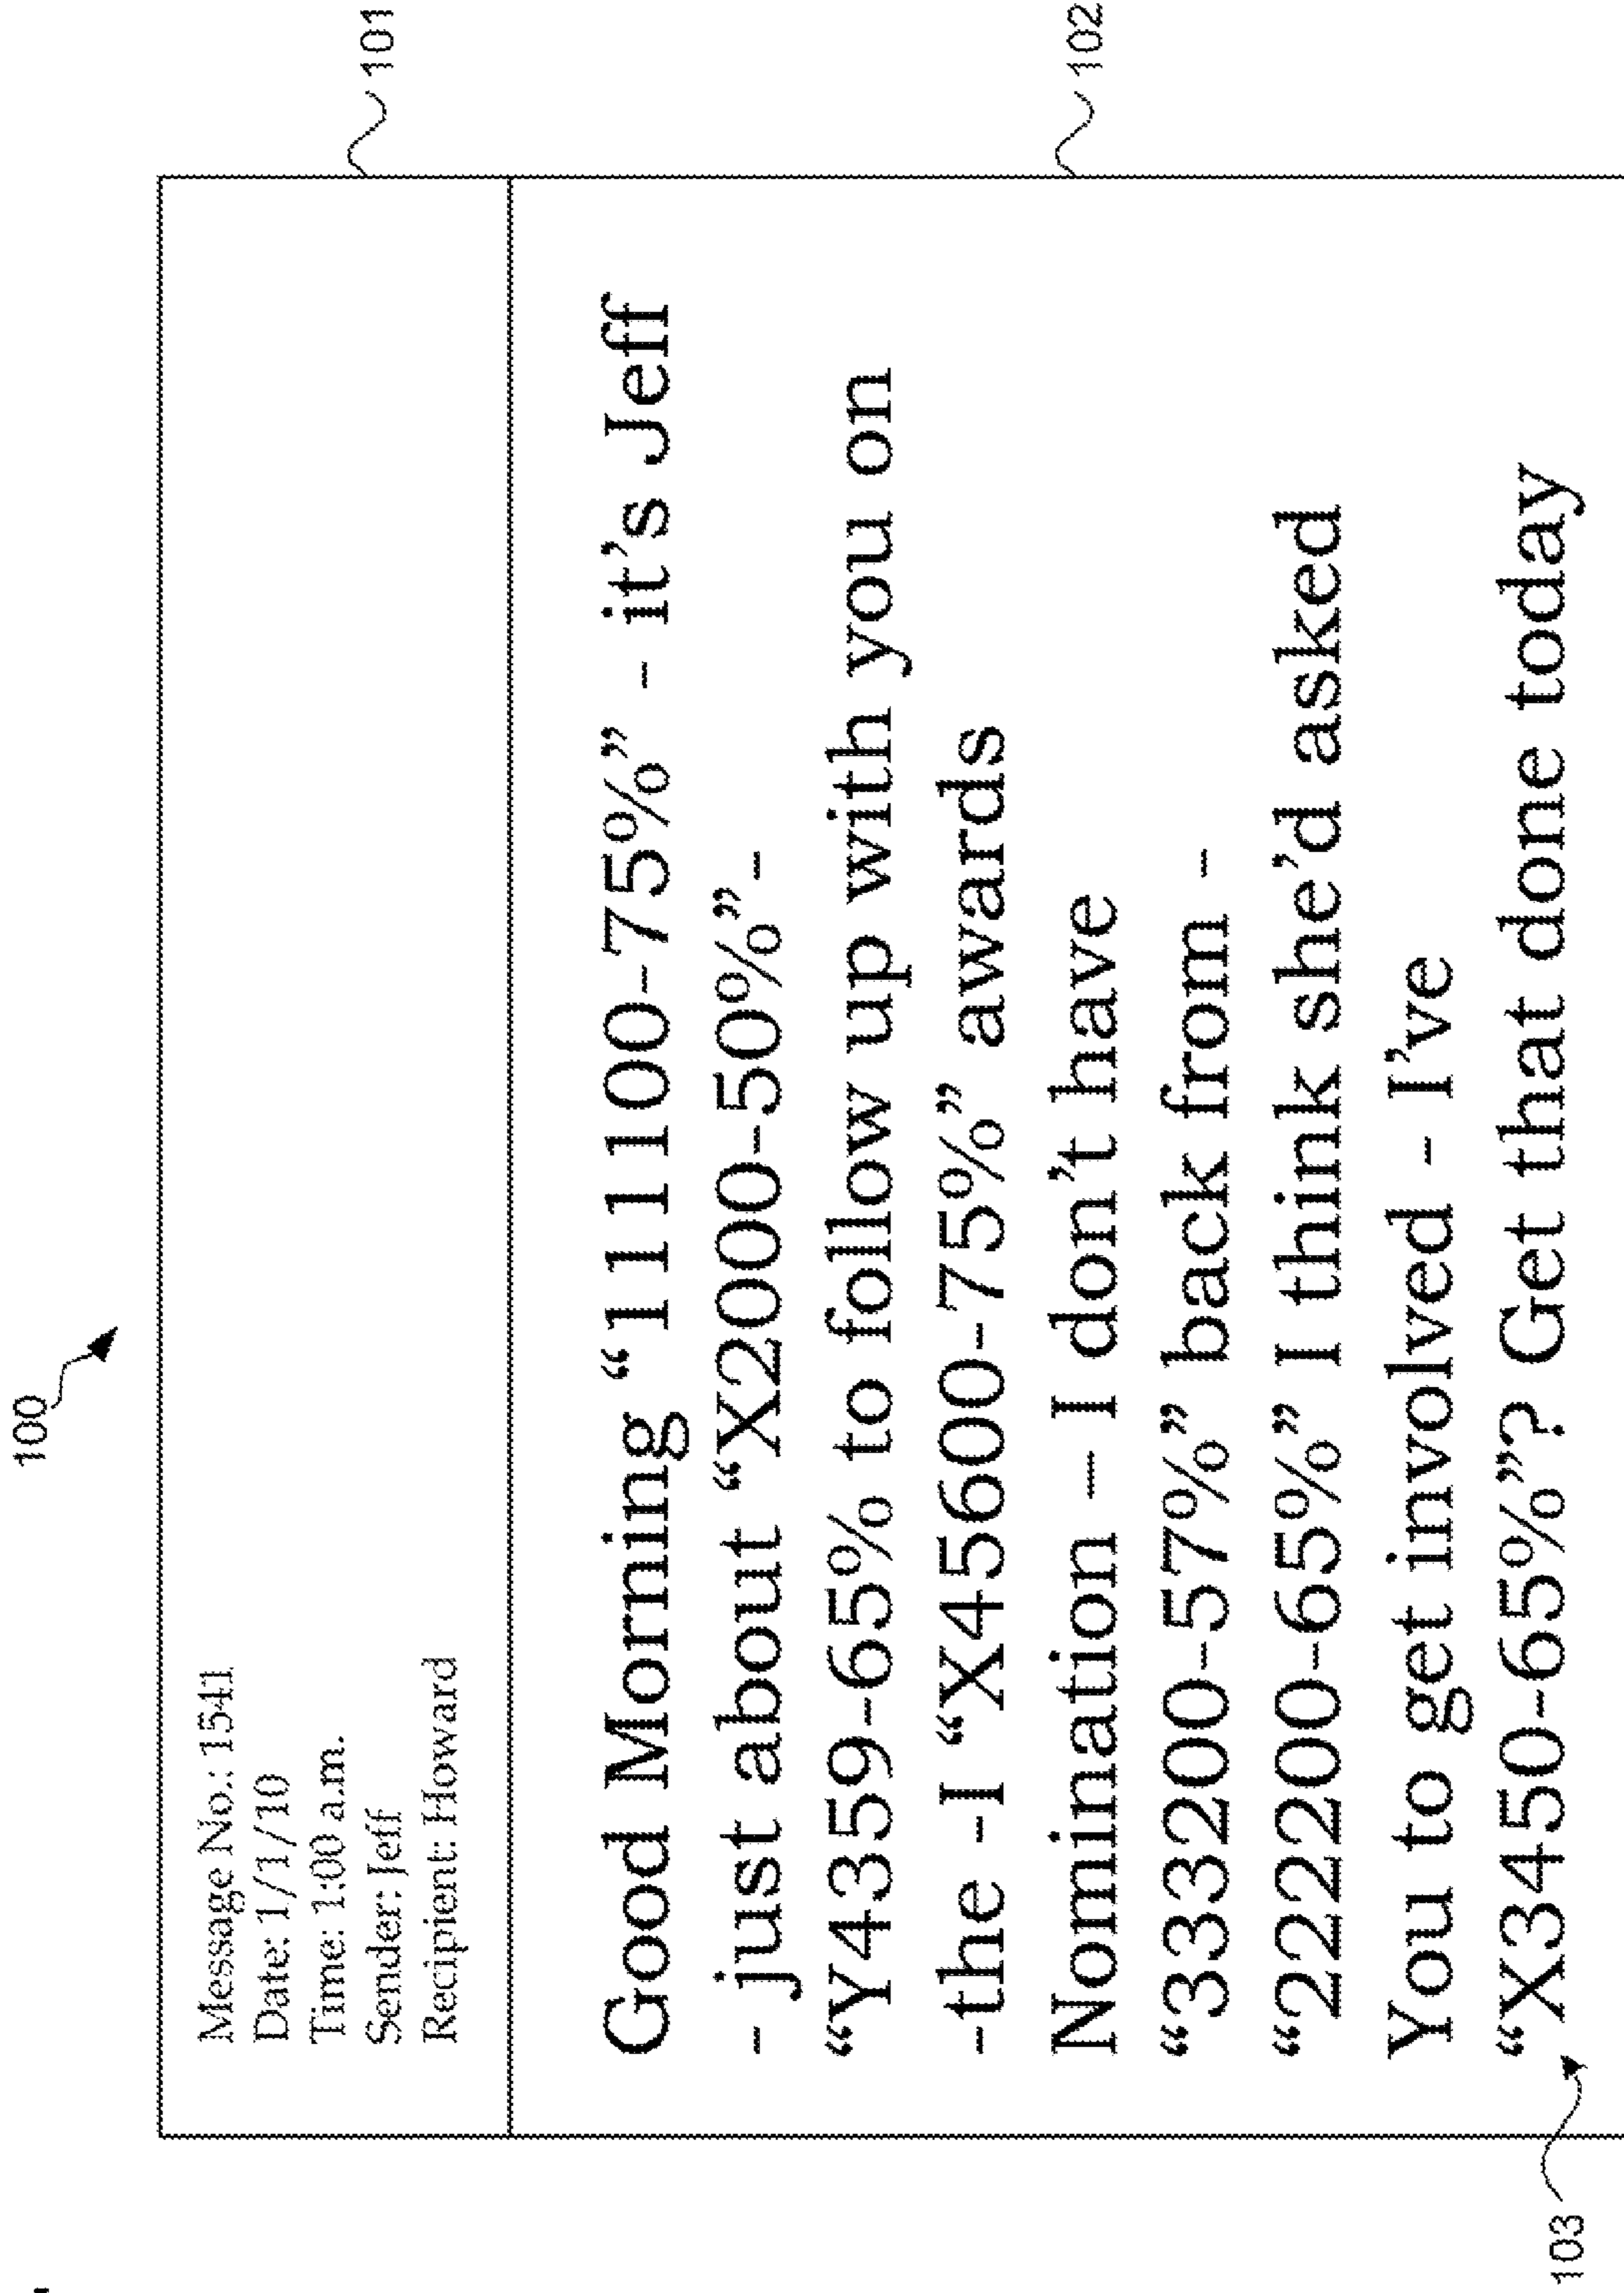 100
101
Message No.: 1541
Date: 1/1/10
Time: 1:00 a.m.
Sender: Jeff
Recipient: Howard
102
Good Morning “11100-75%” - it’s Jeff
- just about “X2000-50%”-
“Y4359-65% to follow up with you on
-the -I “X45600-75%” awards
Nomination – I don’t have
“333200-57%” back from -
“22200-65%” I think she’d asked
You to get involved - I’ve
“X3450-65%”? Get that done today
103